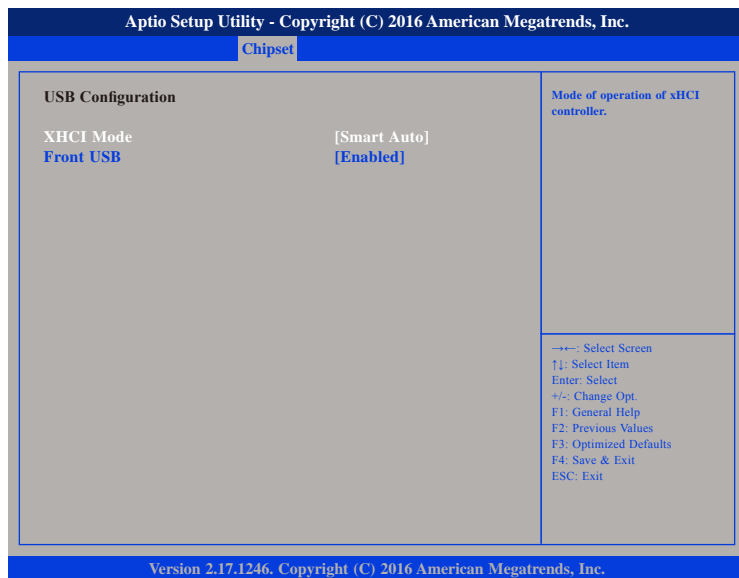 Aptio Setup Utility - Copyright (C) 2016 American Megatrends, Inc.
Chipset
USB Configuration
XHCI Mode [Smart Auto]
Front USB [Enabled]
Mode of operation of xHCI
controller.
→←: Select Screen
↑↓: Select Item
Enter: Select
+/-: Change Opt.
F1: General Help
F2: Previous Values
F3: Optimized Defaults
F4: Save & Exit
ESC: Exit
Version 2.17.1246. Copyright (C) 2016 American Megatrends, Inc.